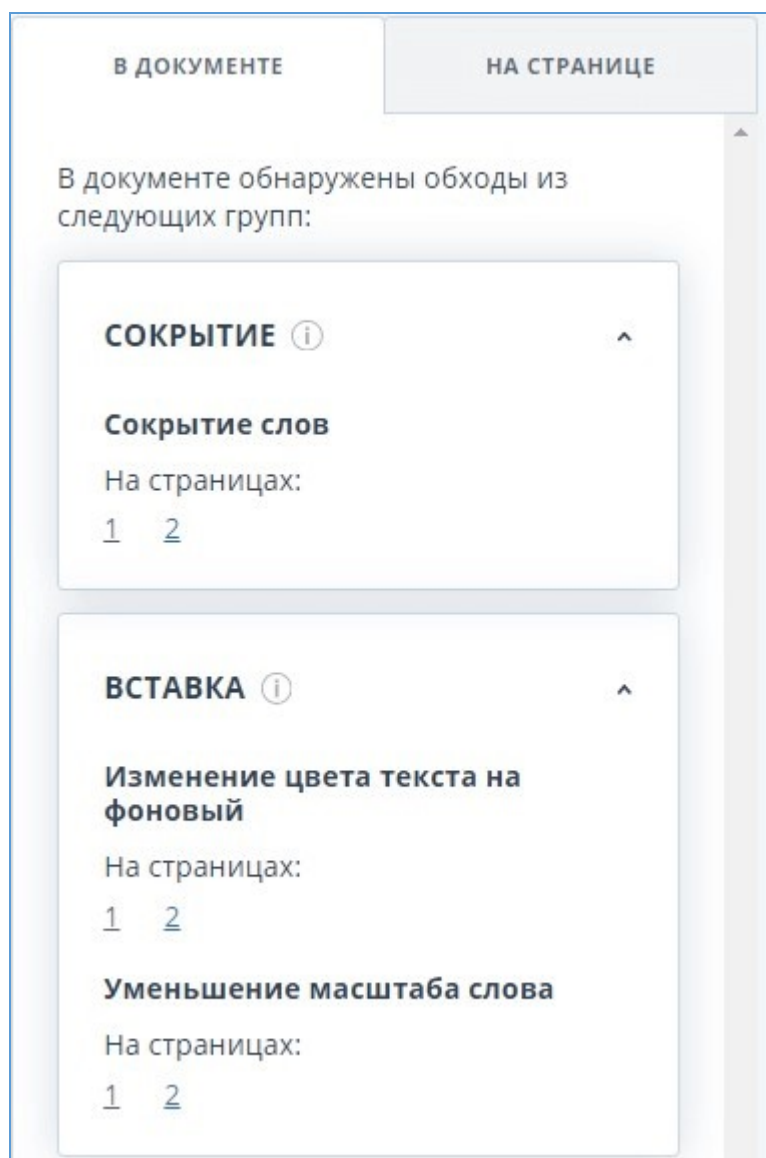 В ДОКУМЕНТЕ
НА СТРАНИЦЕ
В документе обнаружены обходы из
следующих групп:
СОКРЫТИЕ
Сокрытие слов
На страницах:
1 2
ВСТАВКА
Изменение цвета текста на
фоновый
На страницах:
1 2
Уменьшение масштаба слова
На страницах:
1 2